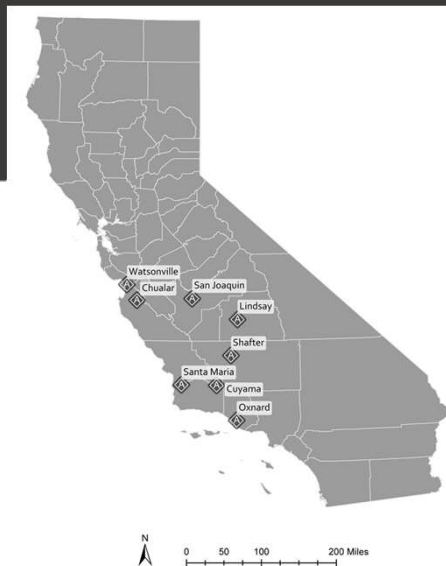 Watsonville
Chualar
San Joaquin
Lindsay
Shafter
Santa Maria
Cuyama
Oxnard
N
0 50 100 200 Miles